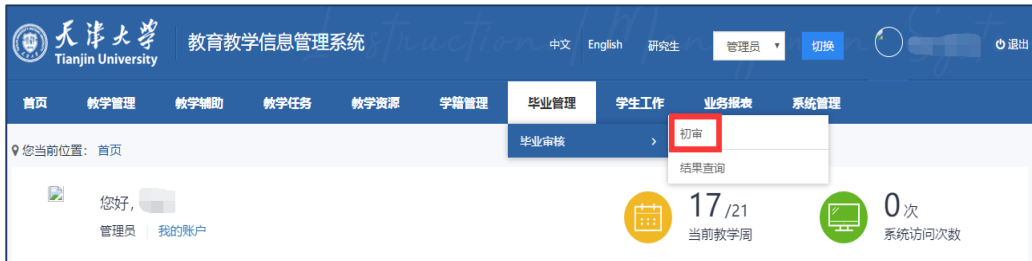 天津大学
Tianjin University
教育教学信息管理系统
中文 English 研究生 管理员 切换 退出
首页 教学管理 教学辅助 教学任务 教学资源 学籍管理 毕业管理 学生工作 业务报表 系统管理
您当前位置： 首页
毕业审核 >
初审
结果查询
您好，
管理员 我的账户
17 /21
当前教学周
0 次
系统访问次数